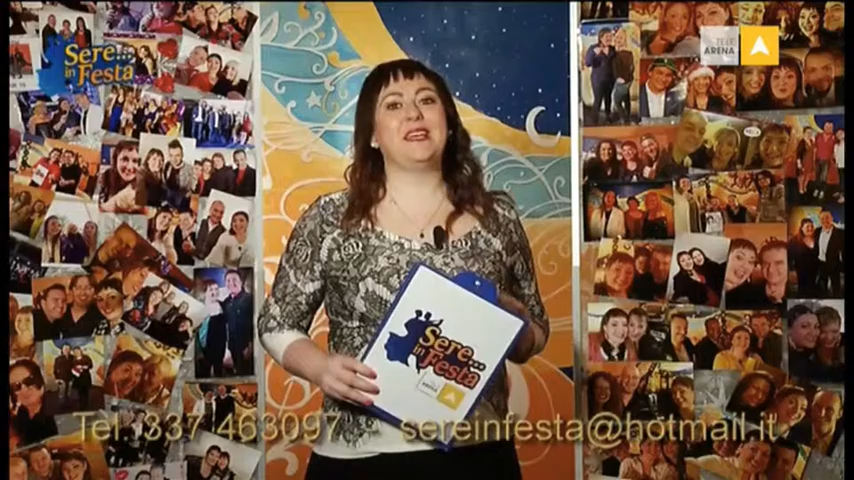 Sere...
in Festa
TELE
ARENA
Sere...
in Festa
Tel. 337 463097 - sereinfesta@hotmail.it